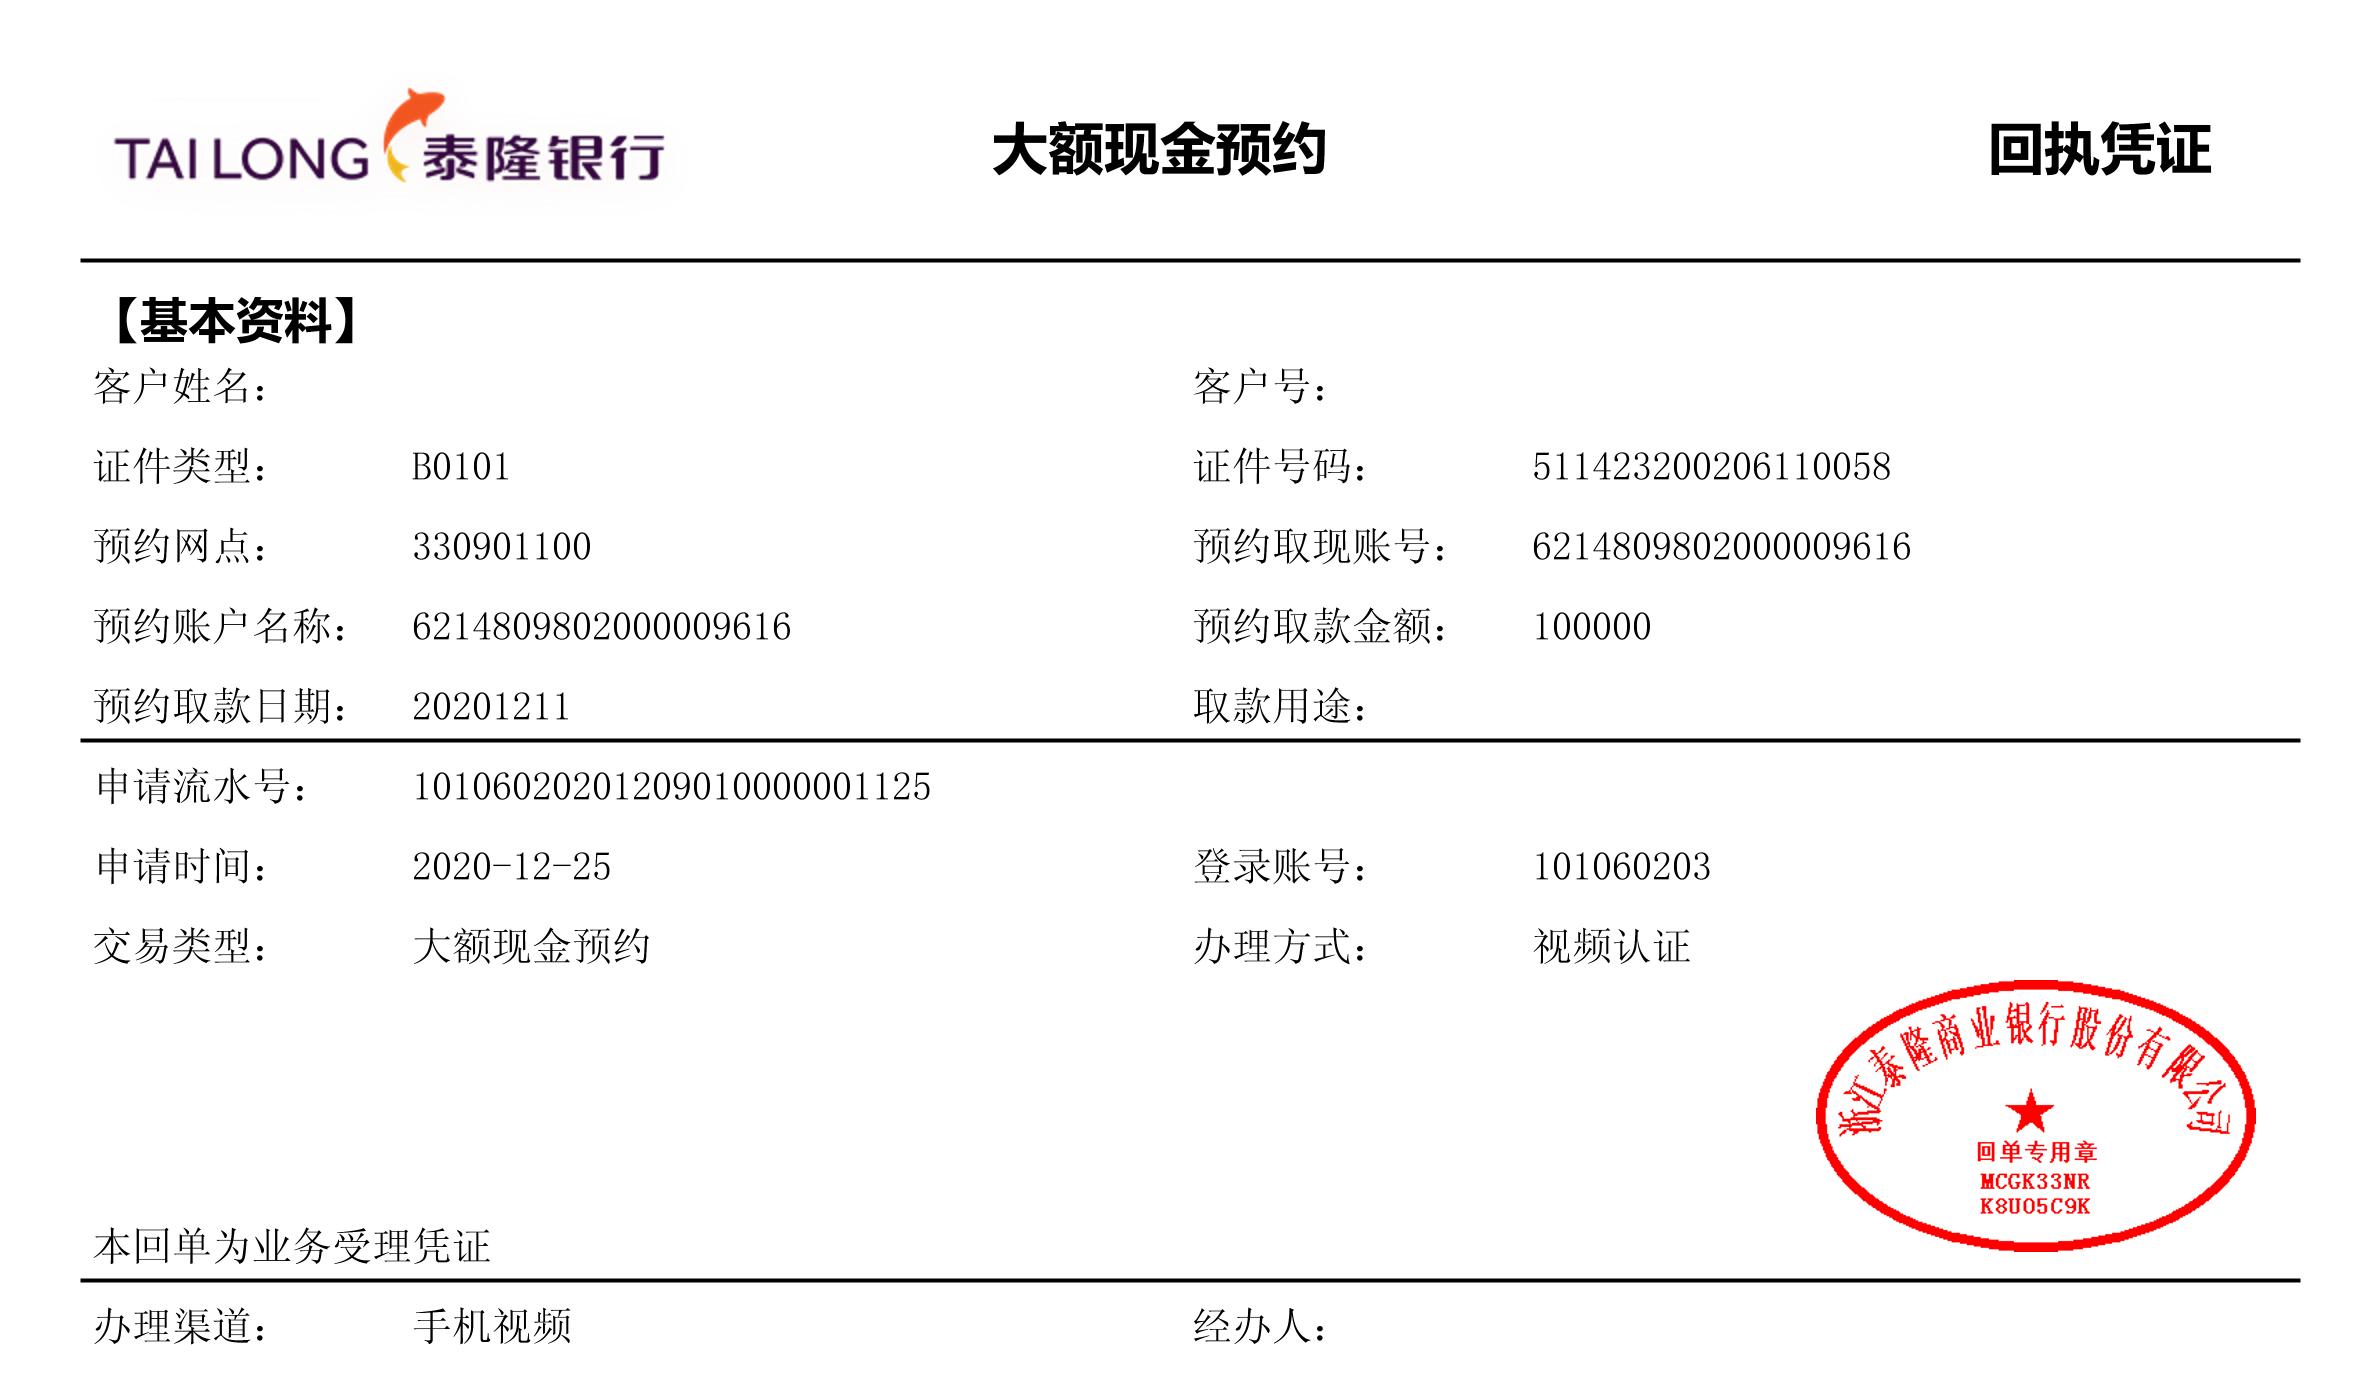 TAILONG 泰隆银行 大额现金预约 回执凭证
【基本资料】
客户姓名： 客户号：
证件类型： B0101 证件号码： 511423200206110058
预约网点： 330901100 预约取现账号： 6214809802000009616
预约账户名称： 6214809802000009616 预约取款金额： 100000
预约取款日期： 20201211 取款用途：
申请流水号： 10106020201209010000001125
申请时间： 2020-12-25 登录账号： 101060203
交易类型： 大额现金预约 办理方式： 视频认证
浙江泰隆商业银行股份有限公司
回单专用章
MCGK33NR
K8U05C9K
本回单为业务受理凭证
办理渠道： 手机视频 经办人：